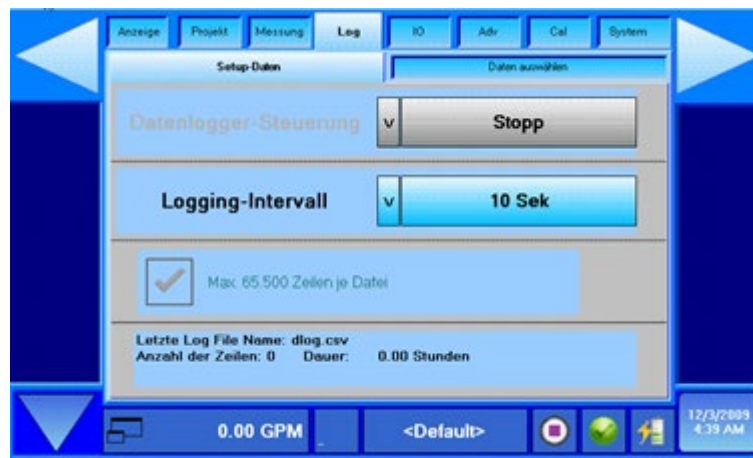 Anzeige Projekt Messung Log IO Adv Cal System
Setup-Daten Daten auswählen
Datenlogger-Steuerung v Stopp
Logging-Intervall v 10 Sek
Max. 65.500 Zeilen je Datei
Letzte Log File Name: dlog.csv
Anzahl der Zeilen: 0 Dauer: 0.00 Stunden
0.00 GPM _ <Default>
12/3/2009
4:39 AM